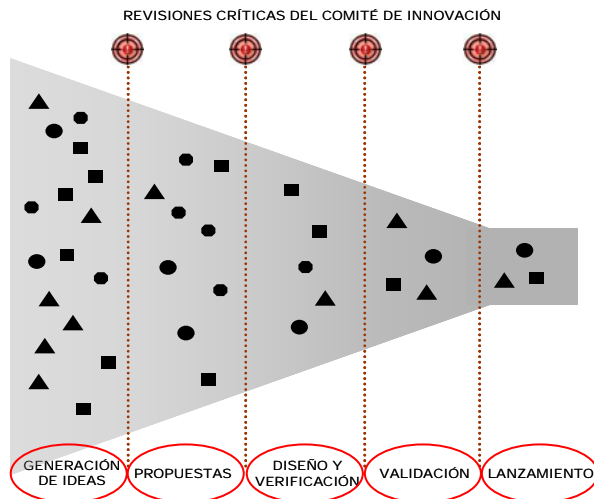 REVISIONES CRÍTICAS DEL COMITÉ DE INNOVACIÓN
GENERACIÓN
DE IDEAS
PROPUESTAS
DISEÑO Y
VERIFICACIÓN
VALIDACIÓN
LANZAMIENTO